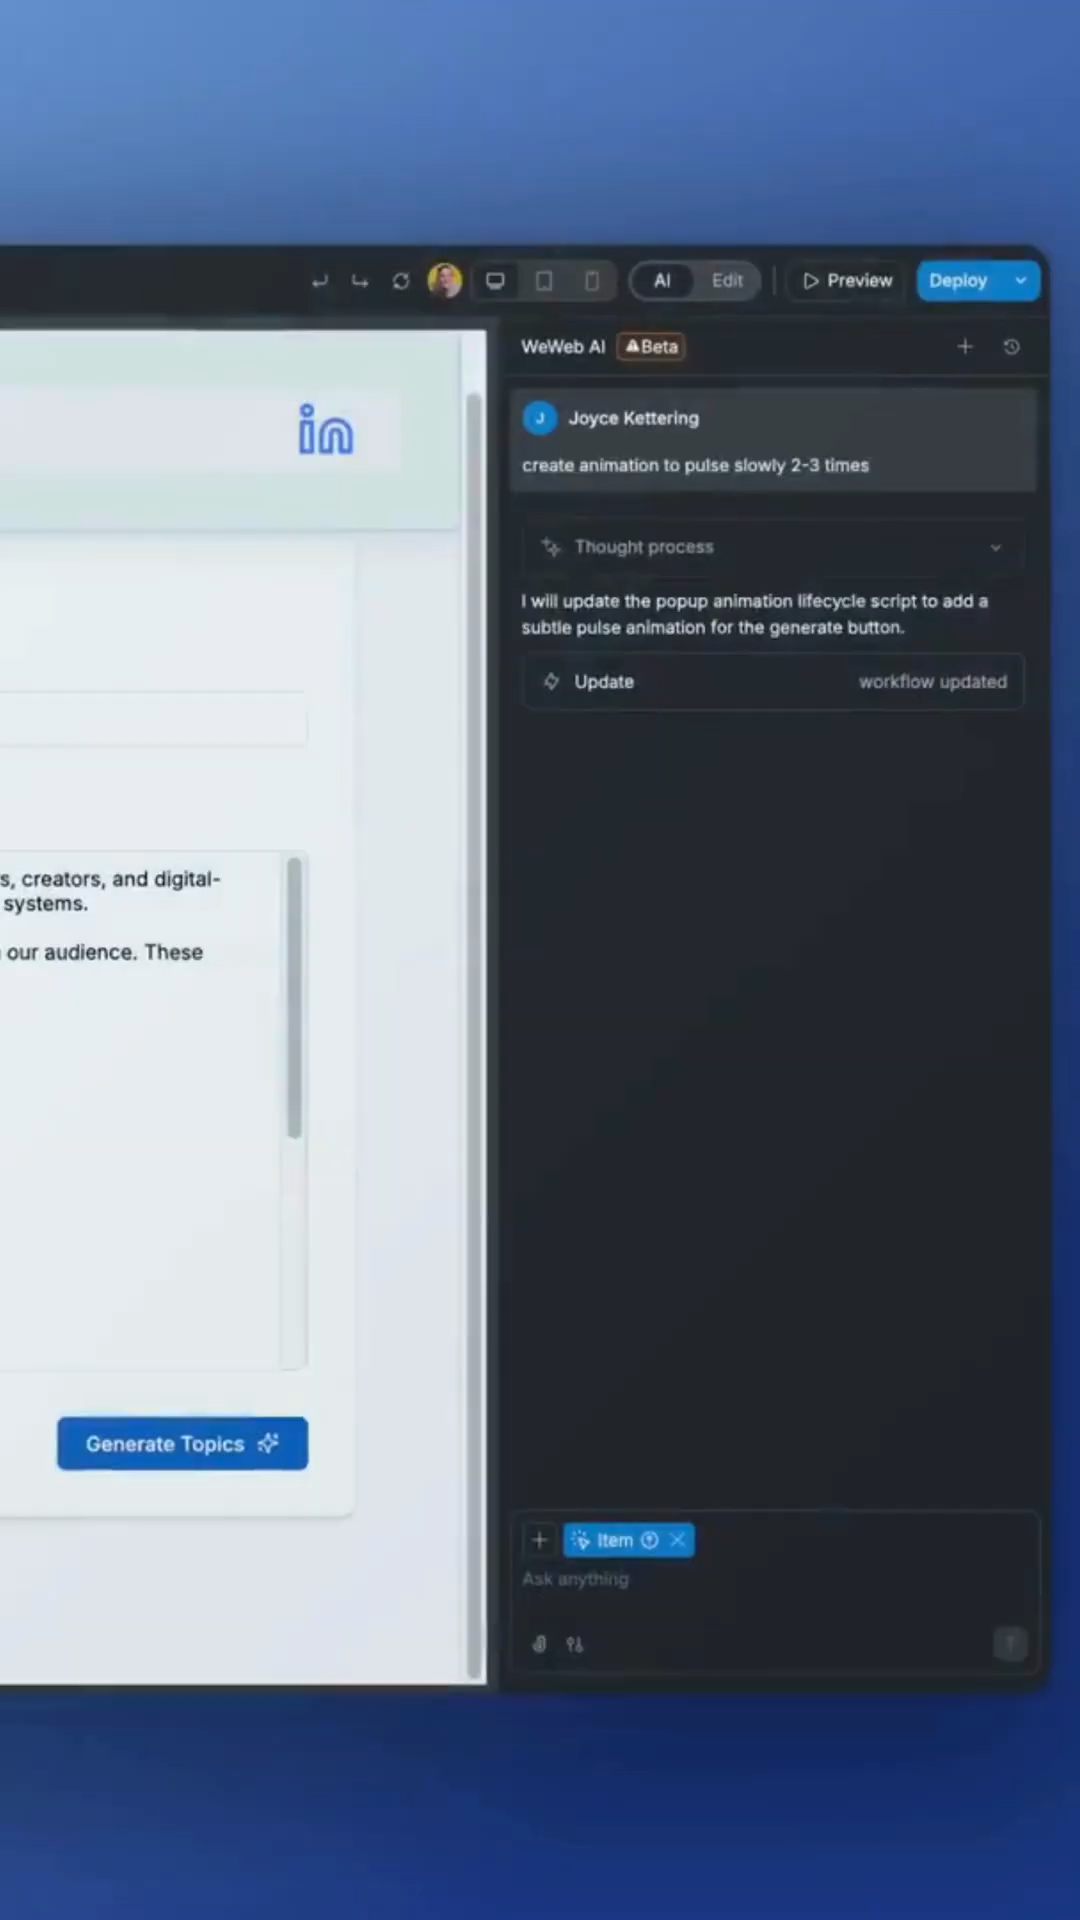 AI
Edit
Preview
Deploy
WeWeb AI
Beta
in
J
Joyce Kettering
create animation to pulse slowly 2-3 times
Thought process
I will update the popup animation lifecycle script to add a
subtle pulse animation for the generate button.
Update
workflow updated
s, creators, and digital-
systems.
our audience. These
Generate Topics
Item
Ask anything